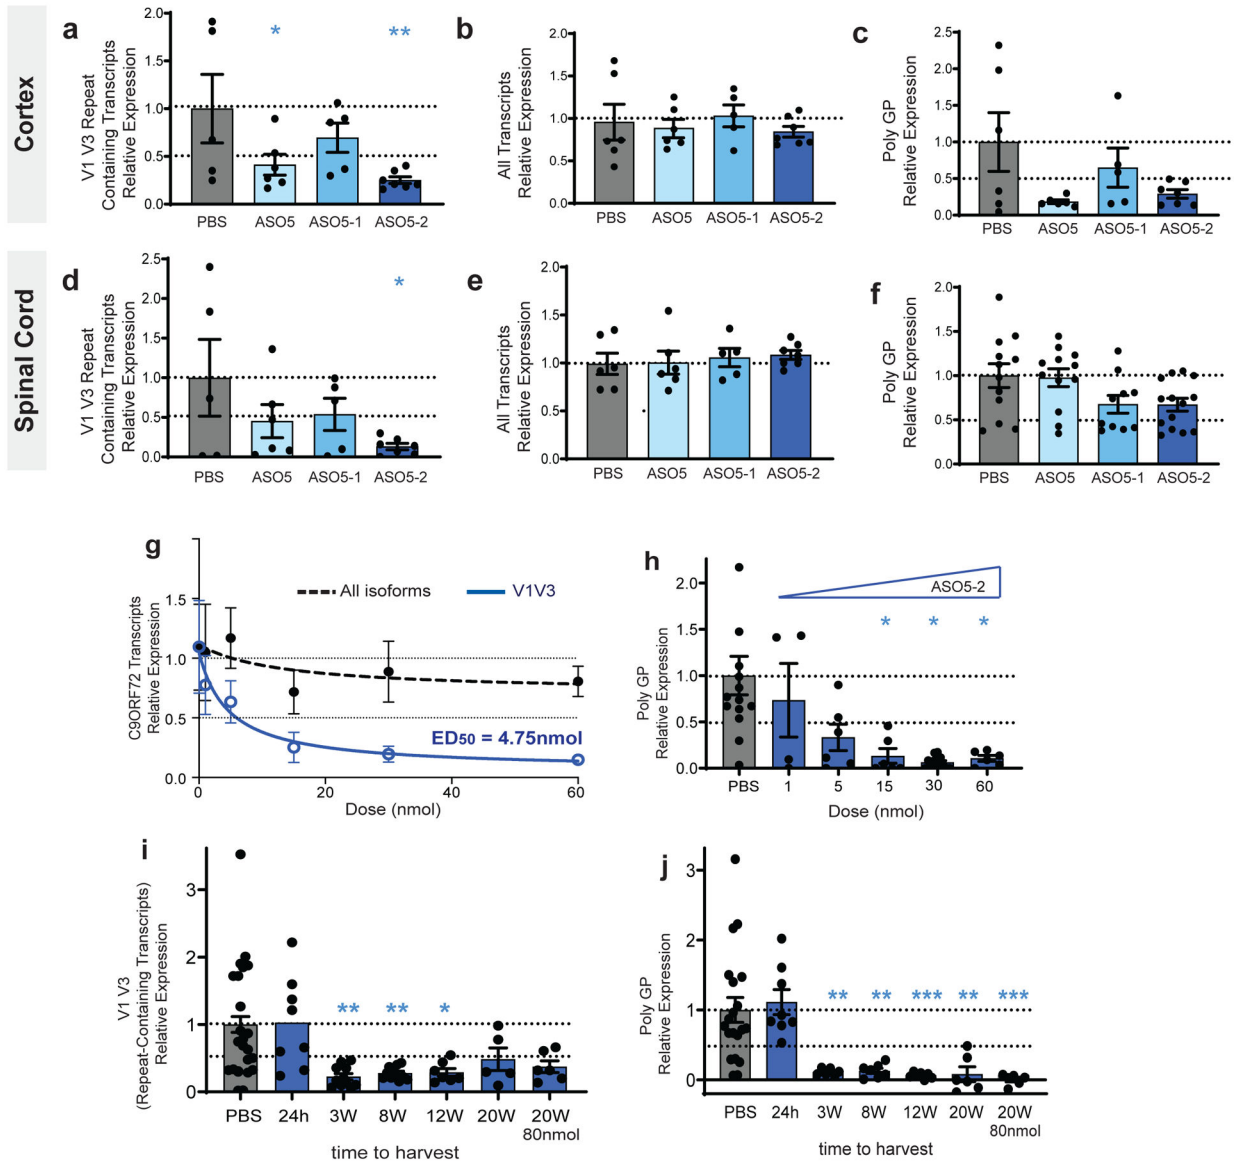 Cortex
a
V1 V3 Repeat
Containing Transcripts
Relative Expression
2.0
1.5
1.0
0.5
0.0
*
**
PBS
ASO5
ASO5-1
ASO5-2
b
All Transcripts
Relative Expression
2.0
1.5
1.0
0.5
0.0
PBS
ASO5
ASO5-1
ASO5-2
c
Poly GP
Relative Expression
2.5
2.0
1.5
1.0
0.5
0.0
PBS
ASO5
ASO5-1
ASO5-2
Spinal Cord
d
V1 V3 Repeat
Containing Transcripts
Relative Expression
2.5
2.0
1.5
1.0
0.5
0.0
*
PBS
ASO5
ASO5-1
ASO5-2
e
All Transcripts
Relative Expression
2.0
1.5
1.0
0.5
0.0
PBS
ASO5
ASO5-1
ASO5-2
f
Poly GP
Relative Expression
2.0
1.5
1.0
0.5
0.0
PBS
ASO5
ASO5-1
ASO5-2
g
C9ORF72 Transcripts
Relative Expression
1.5
1.0
0.5
0.0
All isoforms
V1V3
ED50 = 4.75nmol
0
20
40
60
Dose (nmol)
h
Poly GP
Relative Expression
2.0
1.5
1.0
0.5
0.0
ASO5-2
*
*
*
PBS
1
5
15
30
60
Dose (nmol)
i
V1 V3
(Repeat-Containing Transcripts)
Relative Expression
3
2
1
0
**
**
*
PBS
24h
3W
8W
12W
20W
20W
80nmol
time to harvest
j
Poly GP
Relative Expression
3
2
1
0
**
**
***
**
***
PBS
24h
3W
8W
12W
20W
20W
80nmol
time to harvest